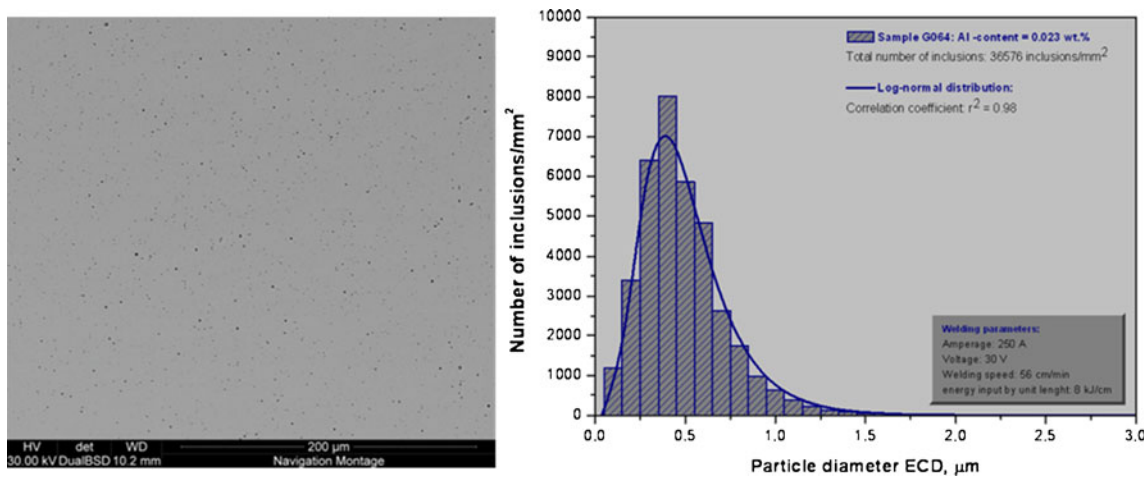 HV det WD 200 µm
30.00 kV DualBSD 10.2 mm Navigation Montage
Number of inclusions/mm²
10000
9000
8000
7000
6000
5000
4000
3000
2000
1000
0
Sample G064: Al -content = 0.023 wt.%
Total number of inclusions: 36576 inclusions/mm²
Log-normal distribution:
Correlation coefficient: r² = 0.98
Welding parameters:
Amperage: 250 A
Voltage: 30 V
Welding speed: 56 cm/min
energy input by unit lenght: 8 kJ/cm
0.0 0.5 1.0 1.5 2.0 2.5 3.0
Particle diameter ECD, µm